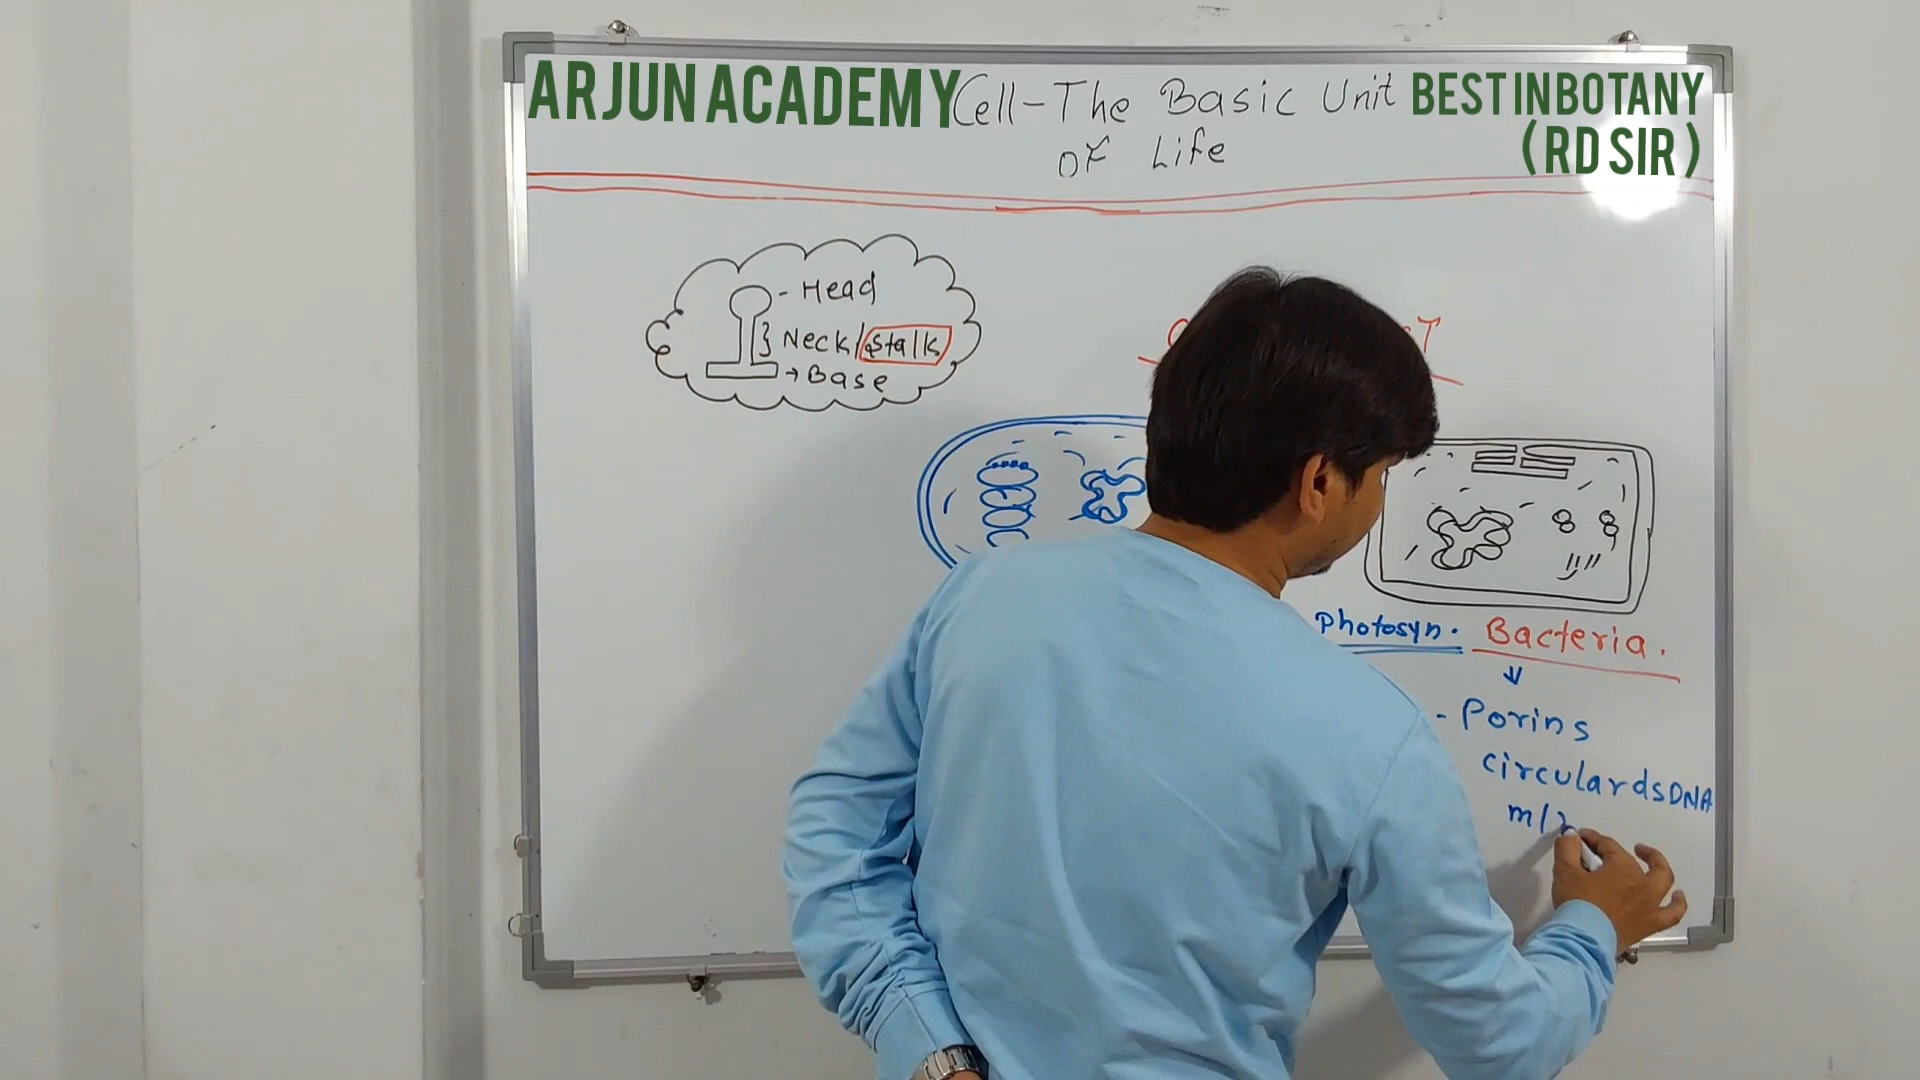 ARJUN ACADEMY
Cell-The Basic Unit
OF Life
BEST IN BOTANY
(RD SIR)
- Head
} Neck/Stalk
→ Base
Photosyn. Bacteria.
↓
- Porins
circular dsDNA
m/